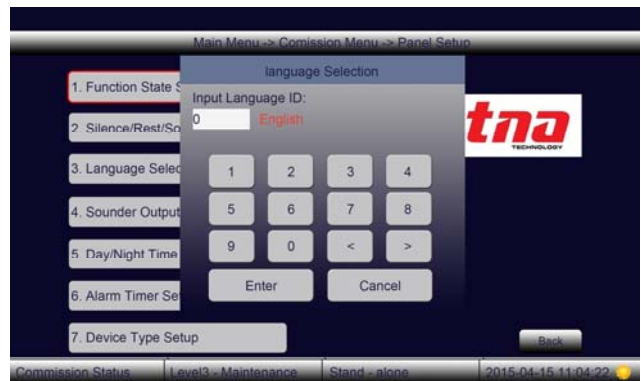 Main Menu -> Comission Menu -> Panel Setup
language Selection
1. Function State S
Input Language ID:
0 English
2. Silence/Rest/So
tna
TECHNOLOGY
3. Language Selec
1 2 3 4
4. Sounder Output
5 6 7 8
5. Day/Night Time
9 0 < >
6. Alarm Timer Se
Enter Cancel
7. Device Type Setup
Back
Commission Status Level3 - Maintenance Stand - alone 2015-04-15 11:04:22